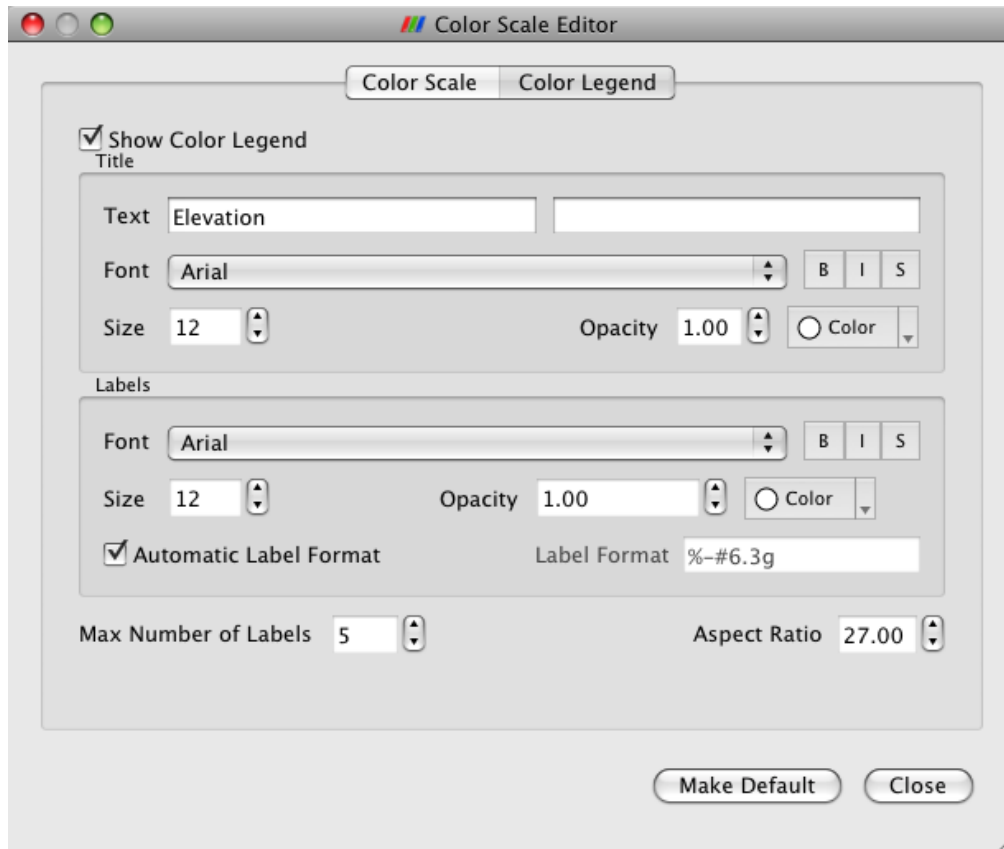 Color Scale Editor
Color Scale Color Legend
Show Color Legend
Title
Text Elevation
Font Arial B I S
Size 12 Opacity 1.00 Color
Labels
Font Arial B I S
Size 12 Opacity 1.00 Color
Automatic Label Format Label Format %-#6.3g
Max Number of Labels 5 Aspect Ratio 27.00
Make Default Close